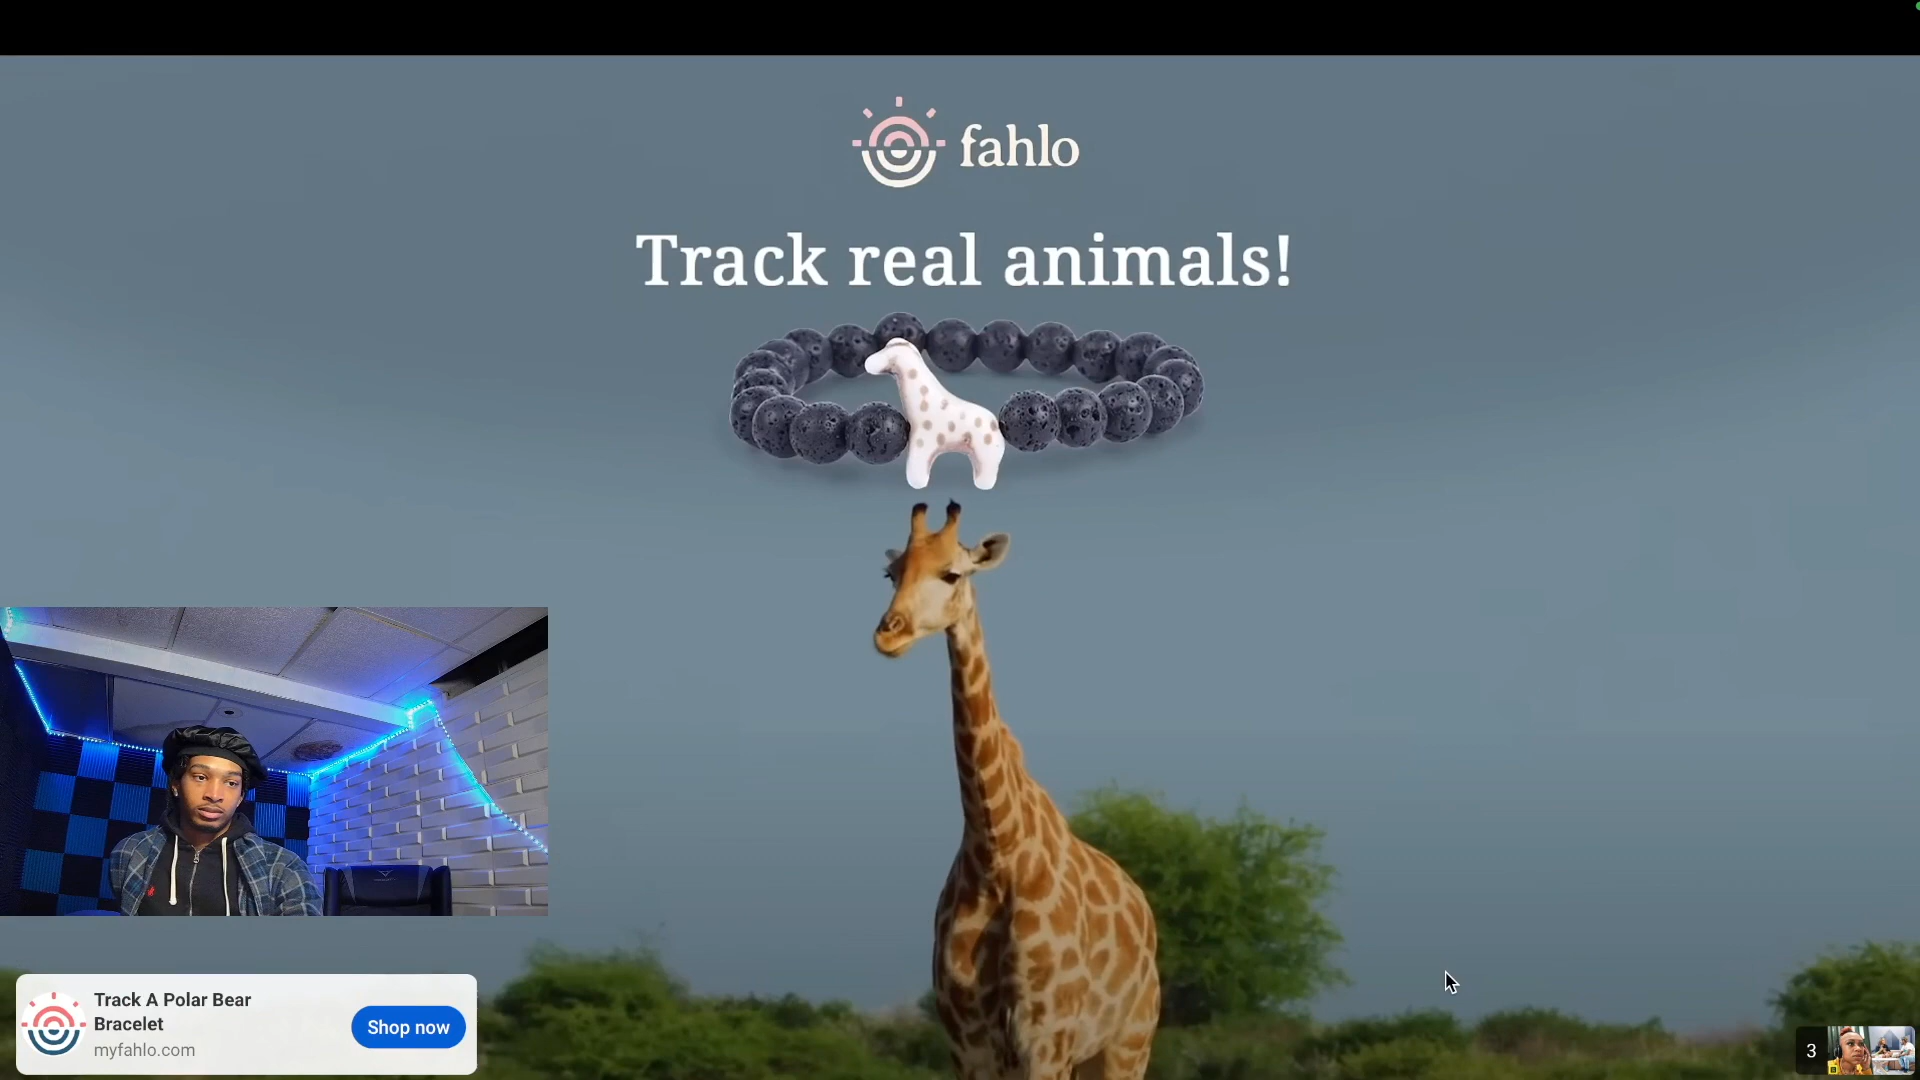 fahlo
Track real animals!
Track A Polar Bear
Bracelet
myfahlo.com
Shop now
3